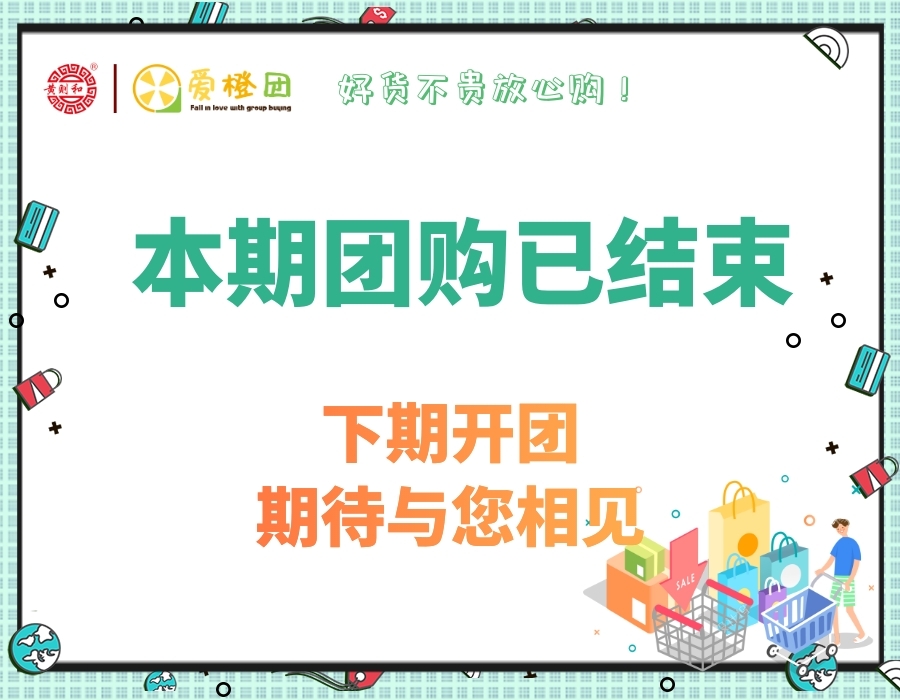 黄则和
®
爱橙团
Fall in love with group buying
好货不贵放心购！
本期团购已结束
下期开团
期待与您相见
SALE
$